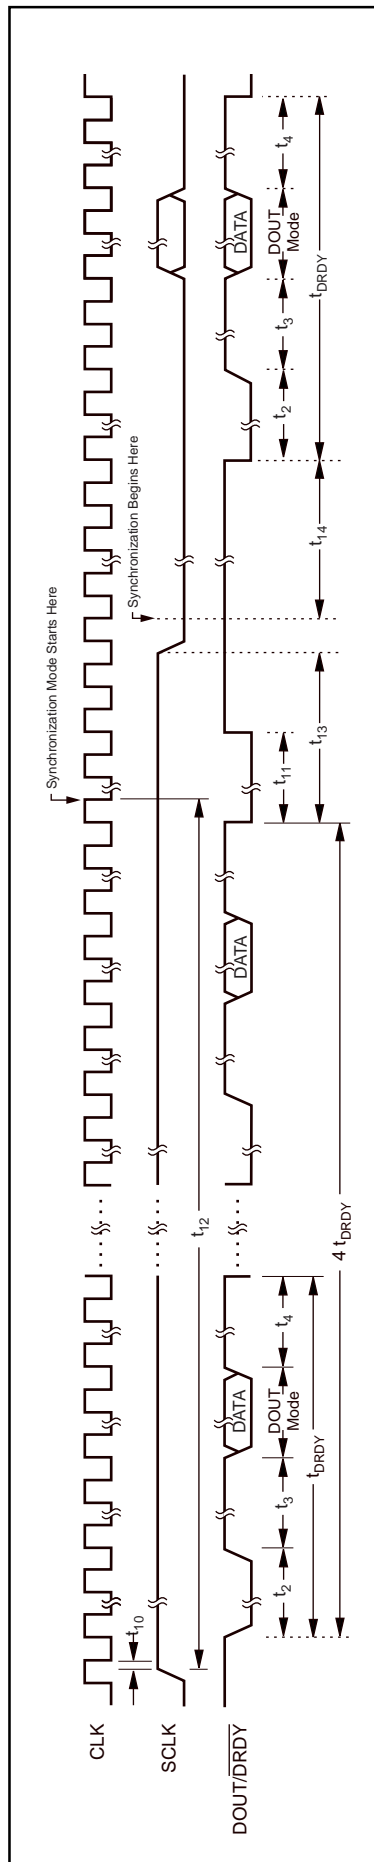 Synchronization Mode Starts Here
Synchronization Begins Here
CLK
t10
SCLK
t12
DOUT/DRDY
DATA
DATA
DATA
t2
t3
DOUT
Mode
t4
t11
t13
t14
t2
t3
DOUT
Mode
t4
tDRDY
tDRDY
4 tDRDY